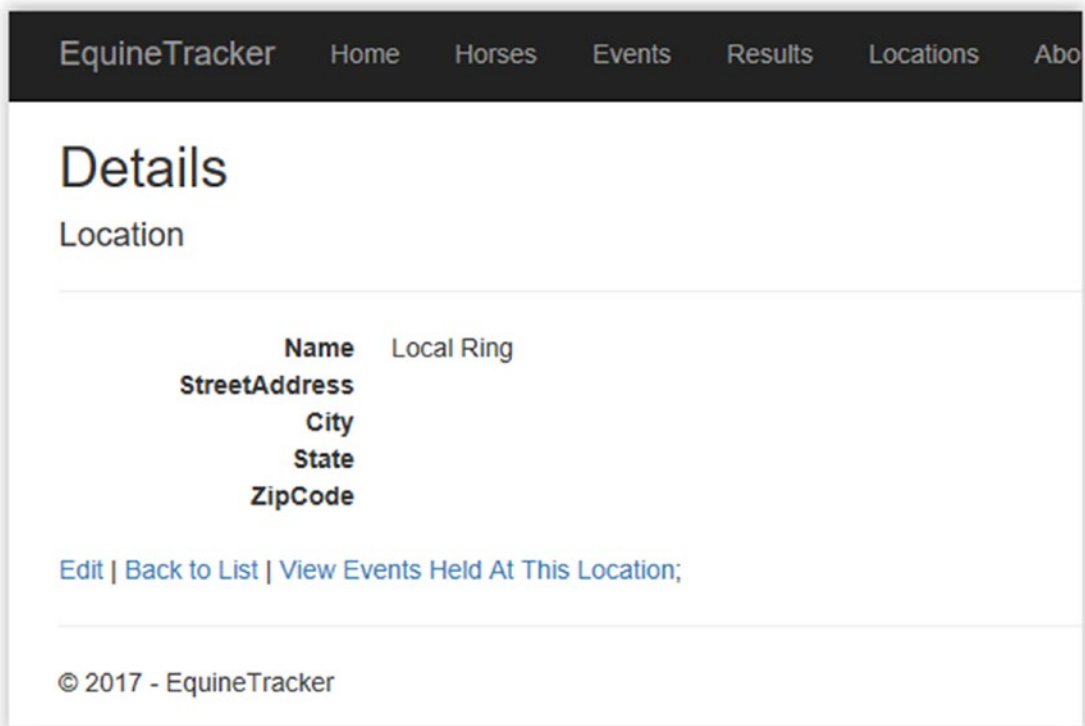 EquineTracker Home Horses Events Results Locations Abo
Details
Location
Name Local Ring
StreetAddress
City
State
ZipCode
Edit | Back to List | View Events Held At This Location;
© 2017 - EquineTracker